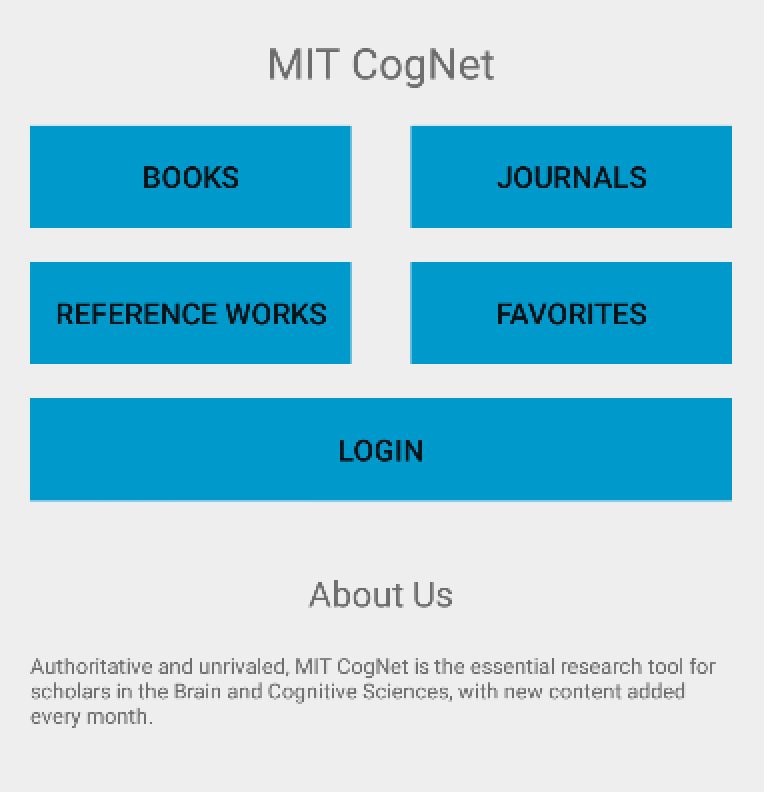 MIT CogNet
BOOKS
JOURNALS
REFERENCE WORKS
FAVORITES
LOGIN
About Us
Authoritative and unrivaled, MIT CogNet is the essential research tool for
scholars in the Brain and Cognitive Sciences, with new content added
every month.